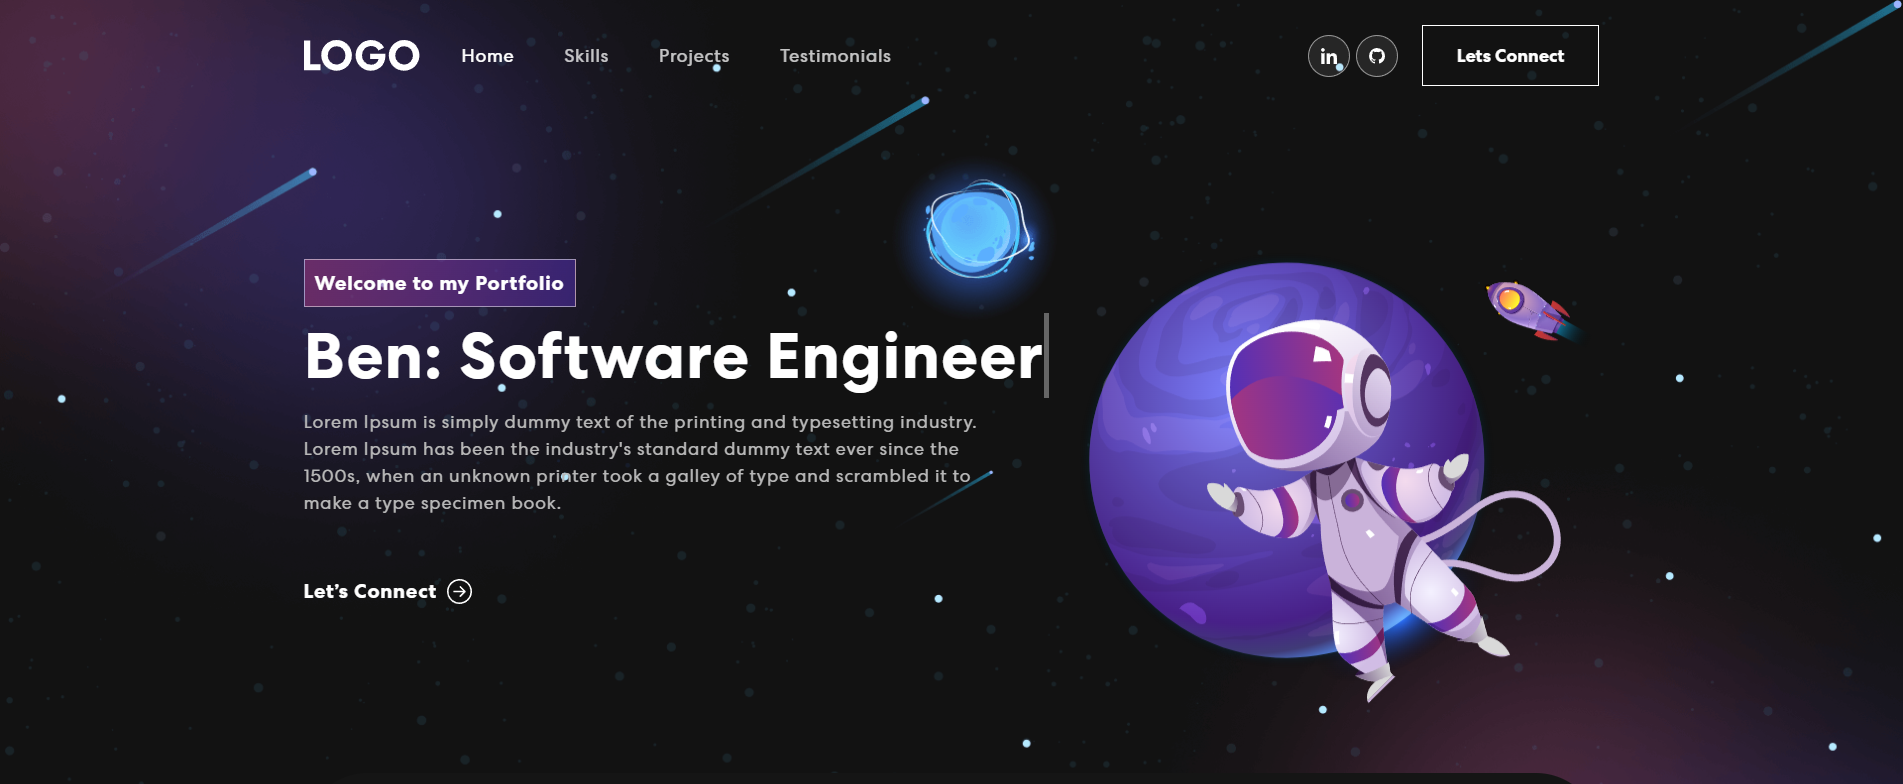 LOGO Home Skills Projects Testimonials in Lets Connect
Welcome to my Portfolio
Ben: Software Engineer
Lorem Ipsum is simply dummy text of the printing and typesetting industry.
Lorem Ipsum has been the industry's standard dummy text ever since the
1500s, when an unknown printer took a galley of type and scrambled it to
make a type specimen book.
Let’s Connect